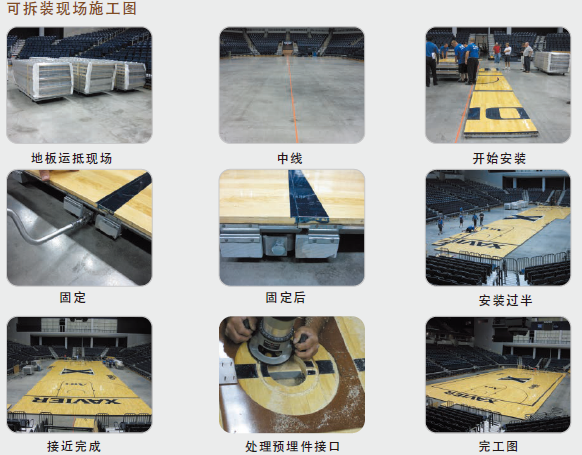 可拆装现场施工图
地板运抵现场
中线
开始安装
固定
固定后
XAVIER
安装过半
XAVIER
接近完成
处理预埋件接口
XAVIER
完工图